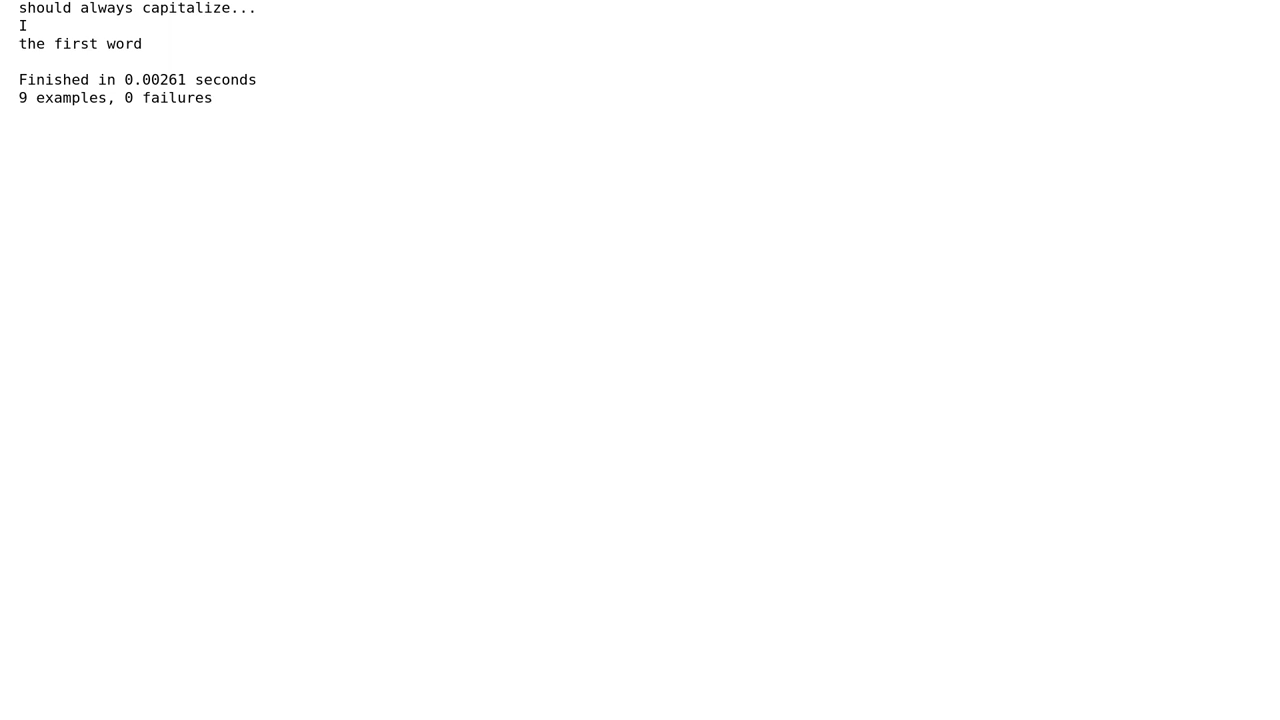 should always capitalize...
I
the first word

Finished in 0.00261 seconds
9 examples, 0 failures